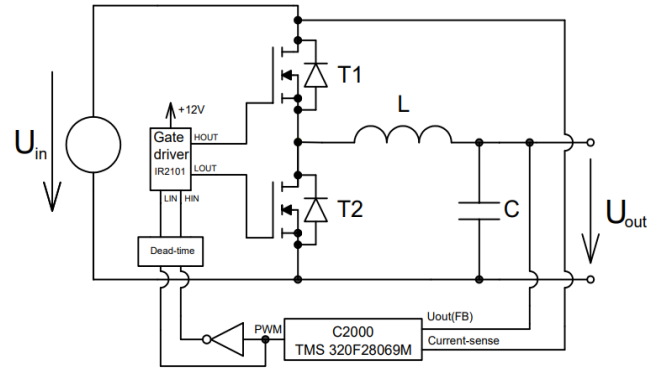 T1
+12V
L
Uin
Gate
driver
IR2101
HOUT
LOUT
LIN
HIN
T2
C
Uout
Dead-time
Uout(FB)
PWM
C2000
TMS 320F28069M
Current-sense